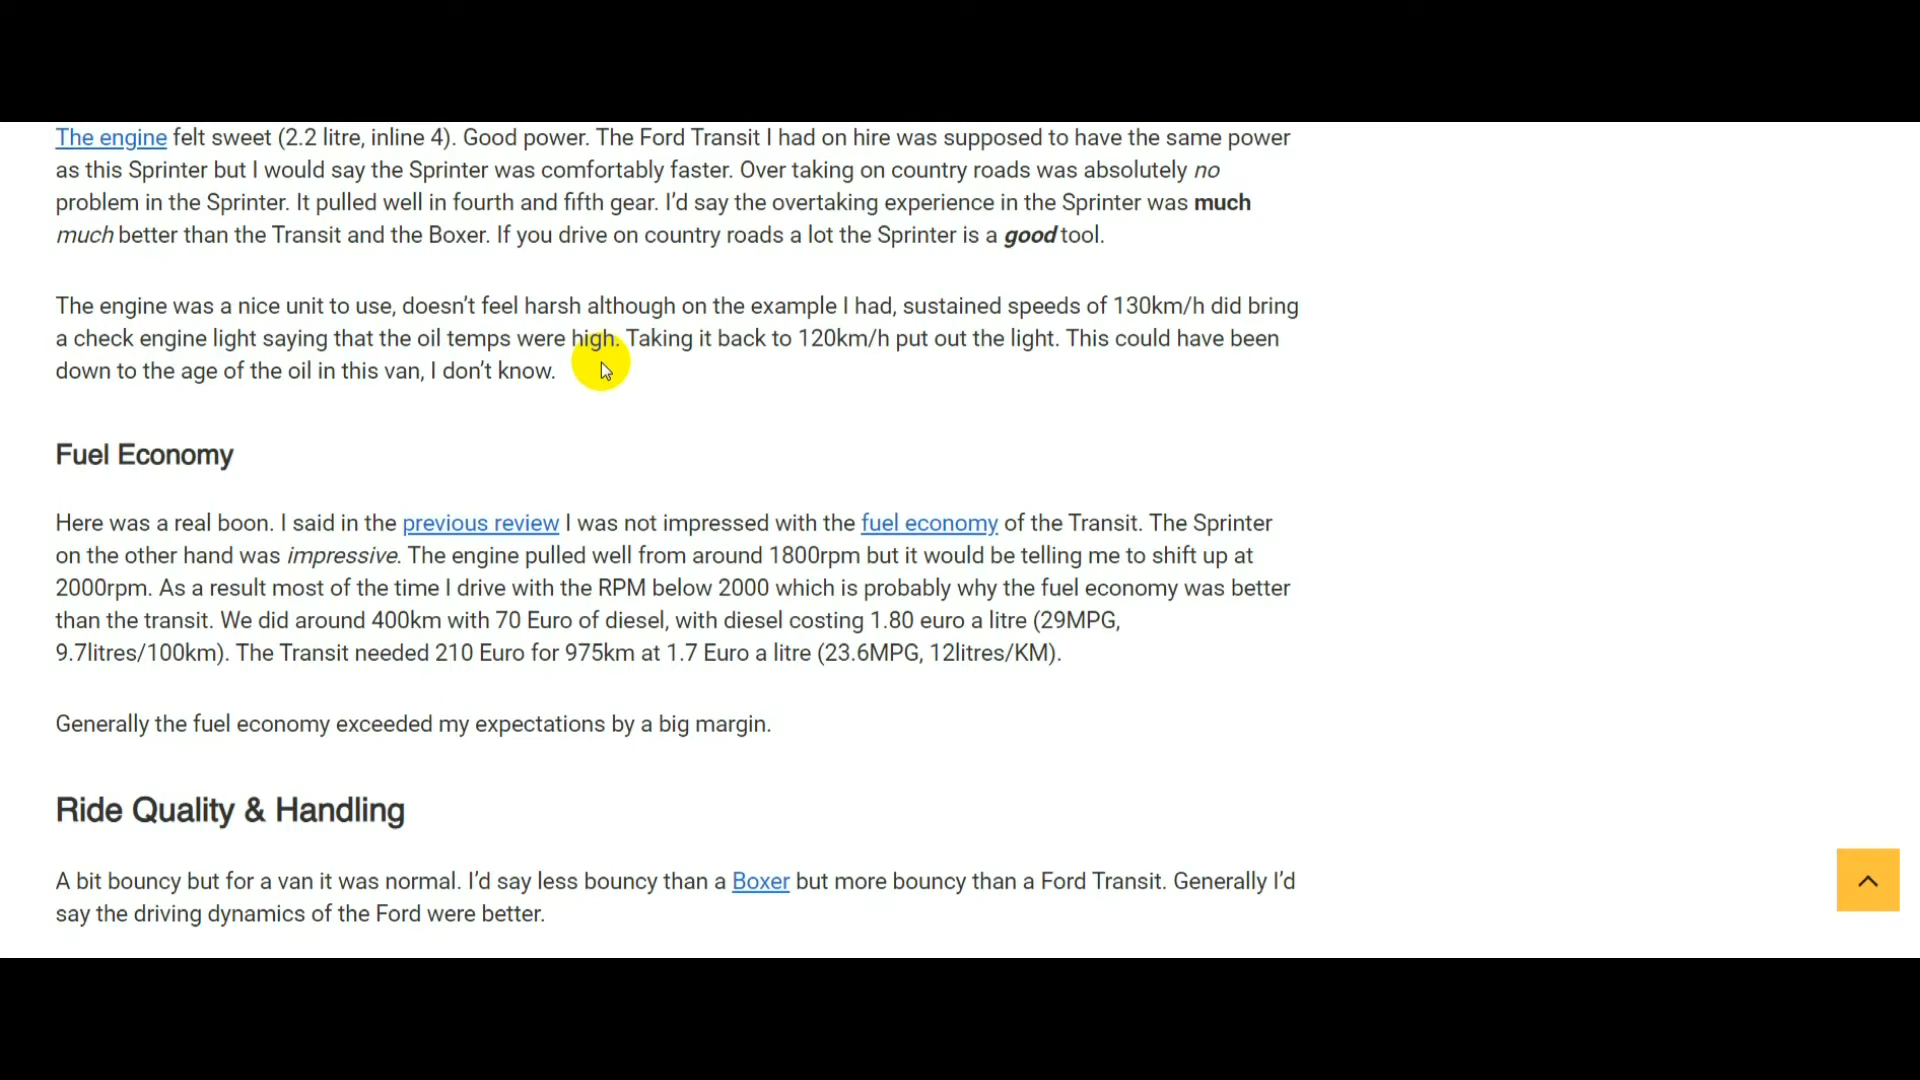 The engine felt sweet (2.2 litre, inline 4). Good power. The Ford Transit I had on hire was supposed to have the same power
as this Sprinter but I would say the Sprinter was comfortably faster. Over taking on country roads was absolutely no
problem in the Sprinter. It pulled well in fourth and fifth gear. I’d say the overtaking experience in the Sprinter was much
much better than the Transit and the Boxer. If you drive on country roads a lot the Sprinter is a good tool.
The engine was a nice unit to use, doesn’t feel harsh although on the example I had, sustained speeds of 130km/h did bring
a check engine light saying that the oil temps were high. Taking it back to 120km/h put out the light. This could have been
down to the age of the oil in this van, I don’t know.
Fuel Economy
Here was a real boon. I said in the previous review I was not impressed with the fuel economy of the Transit. The Sprinter
on the other hand was impressive. The engine pulled well from around 1800rpm but it would be telling me to shift up at
2000rpm. As a result most of the time I drive with the RPM below 2000 which is probably why the fuel economy was better
than the transit. We did around 400km with 70 Euro of diesel, with diesel costing 1.80 euro a litre (29MPG,
9.7litres/100km). The Transit needed 210 Euro for 975km at 1.7 Euro a litre (23.6MPG, 12litres/KM).
Generally the fuel economy exceeded my expectations by a big margin.
Ride Quality & Handling
A bit bouncy but for a van it was normal. I’d say less bouncy than a Boxer but more bouncy than a Ford Transit. Generally I’d
say the driving dynamics of the Ford were better.